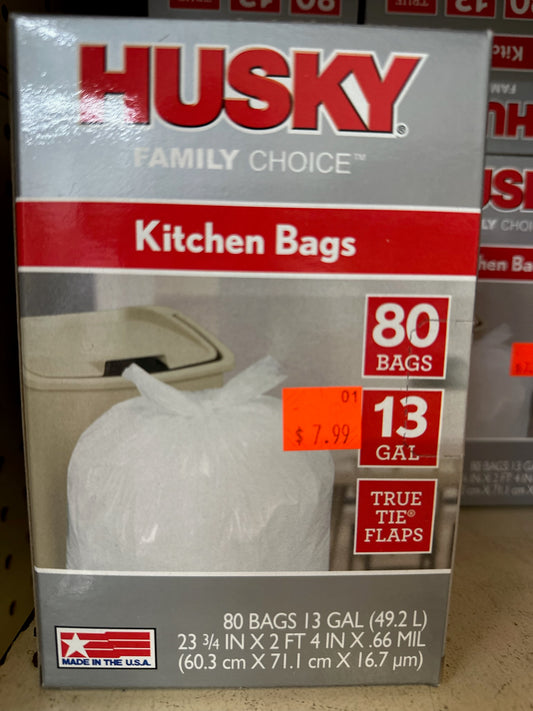 HUSKY®
FAMILY CHOICE™
Kitchen Bags
80
BAGS
01
$ 7.99
13
GAL
TRUE
TIE®
FLAPS
80 BAGS 13 GAL (49.2 L)
23 3/4 IN X 2 FT 4 IN X .66 MIL
(60.3 cm X 71.1 cm X 16.7 µm)
MADE IN THE U.S.A.